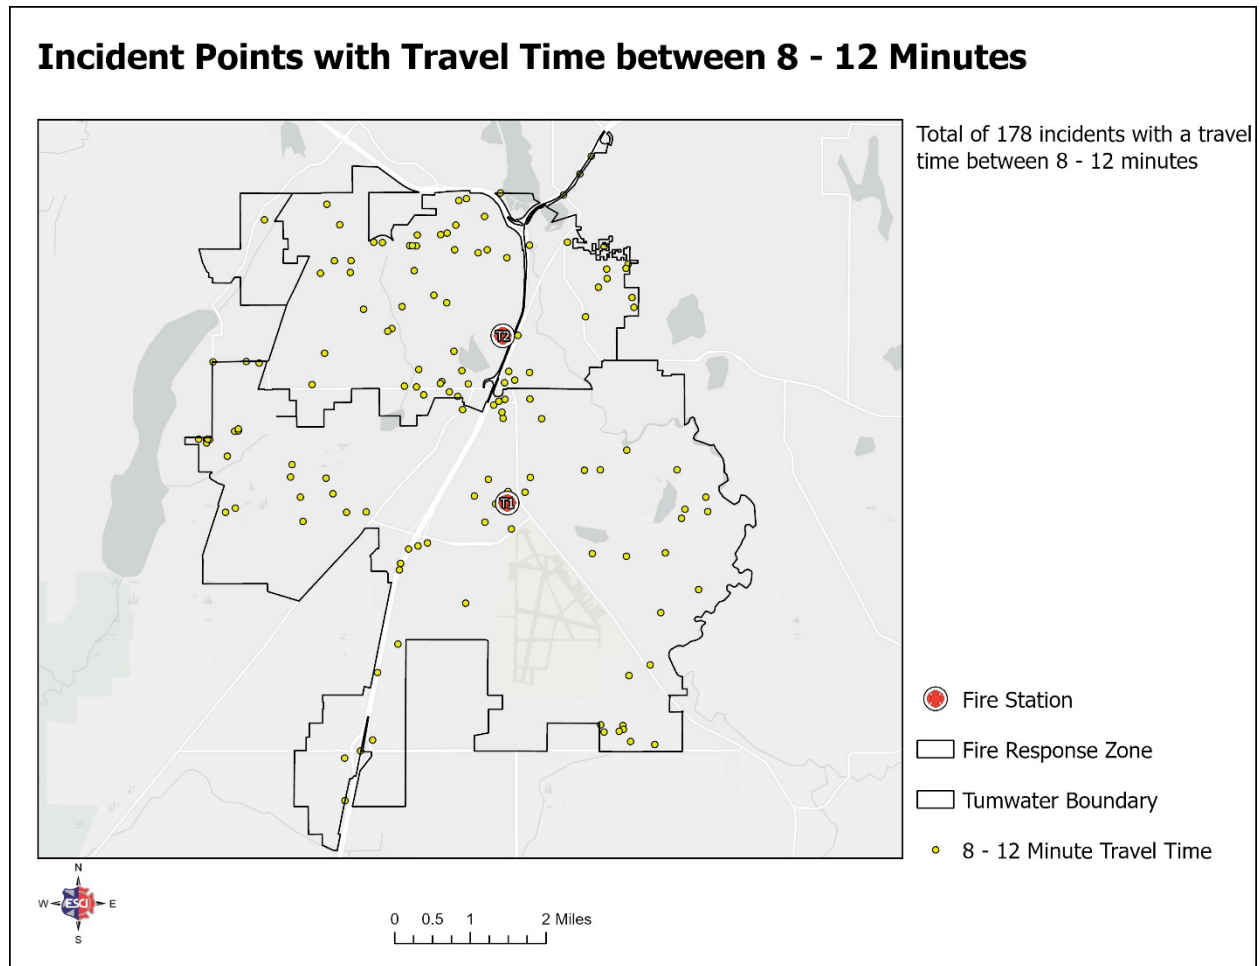 Incident Points with Travel Time between 8 - 12 Minutes
Total of 178 incidents with a travel
time between 8 - 12 minutes
T2
T1
Fire Station
Fire Response Zone
Tumwater Boundary
8 - 12 Minute Travel Time
N
W ESCI E
S
0 0.5 1 2 Miles